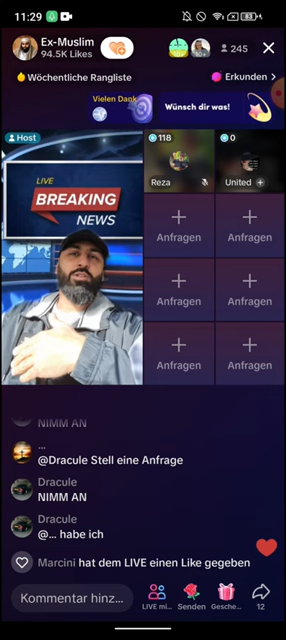 11:29
83
Ex-Muslim
94.5K Likes
245
Wöchentliche Rangliste
Erkunden
Vielen Dank
Wünsch dir was!
Host
118
0
LIVE
BREAKING
NEWS
Reza
United
Anfragen
Anfragen
Anfragen
Anfragen
Anfragen
Anfragen
NIMM AN
...
@Dracule Stell eine Anfrage
Dracule
NIMM AN
Dracule
@... habe ich
Marcini hat dem LIVE einen Like gegeben
Kommentar hinz...
LIVE mi...
Senden
Gesche...
12